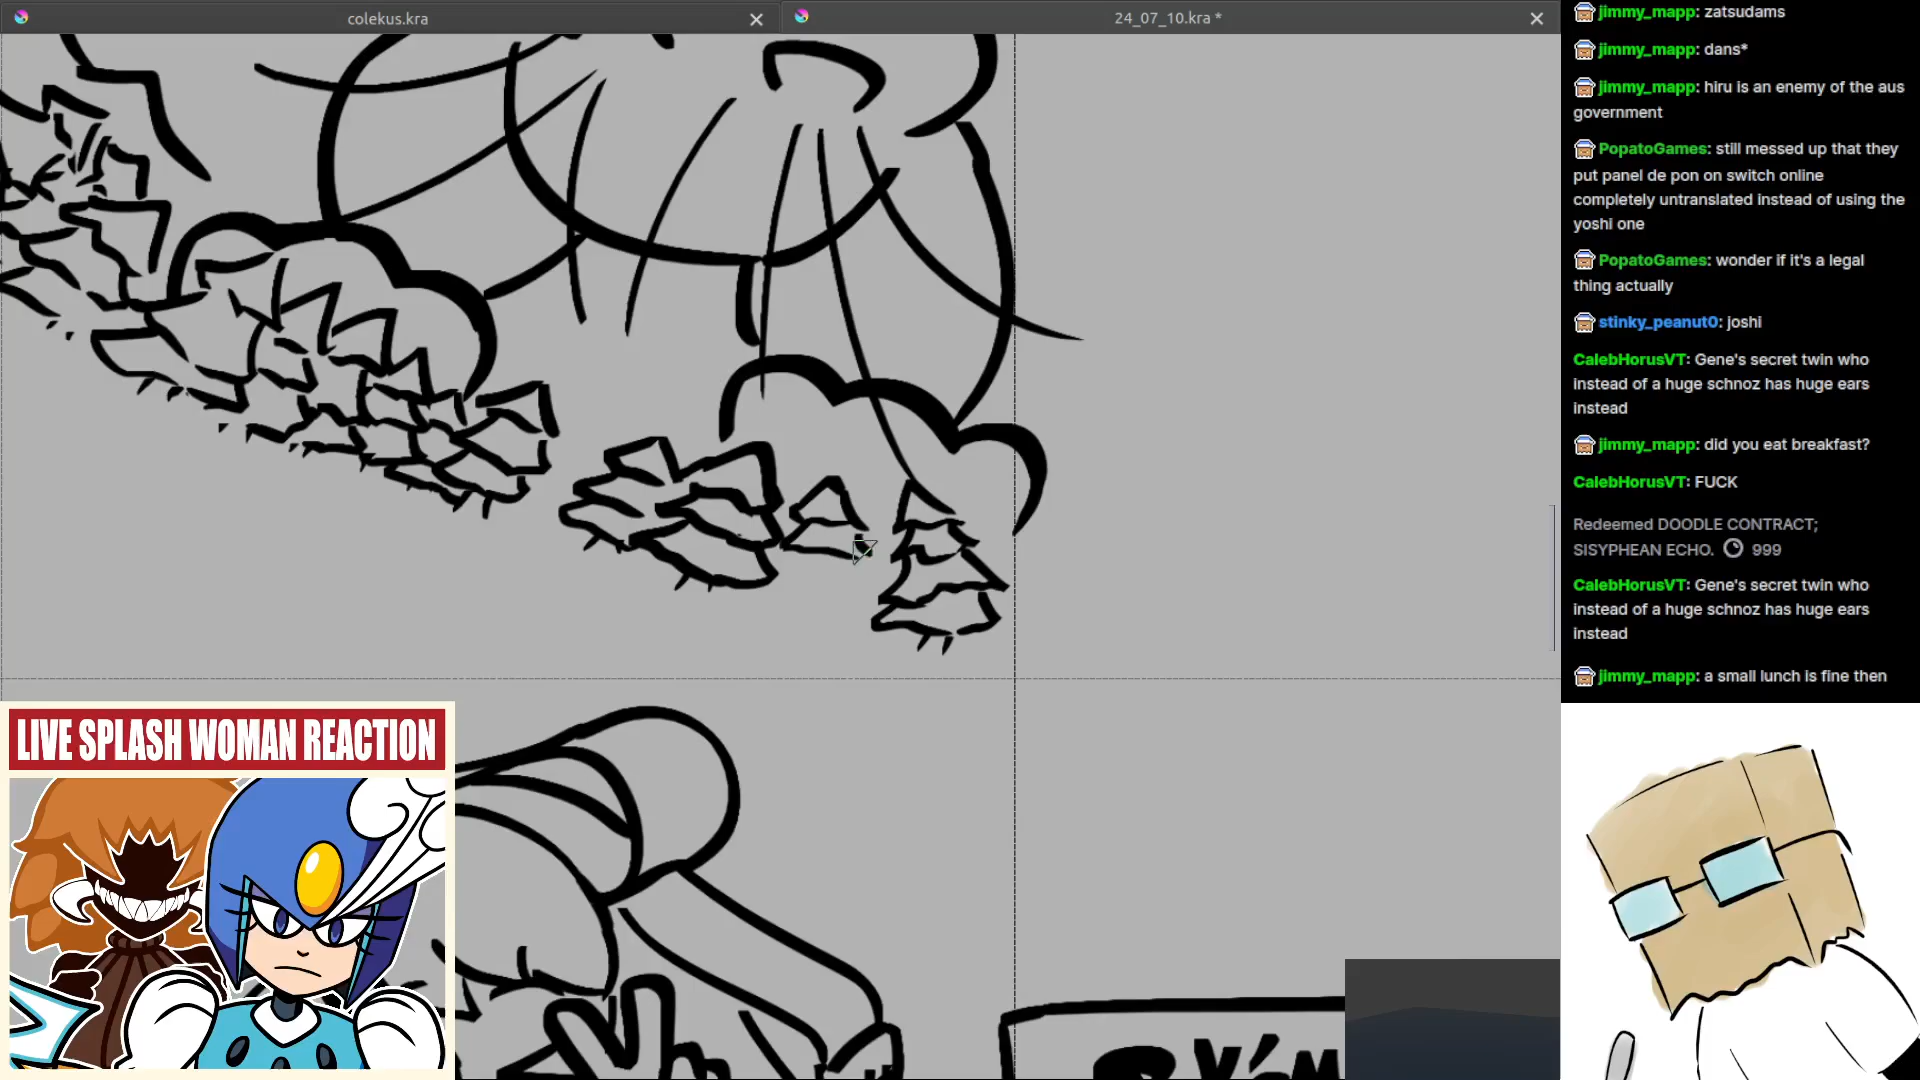 colekus.kra
24_07_10.kra *
jimmy_mapp: zatsudams
jimmy_mapp: dans*
jimmy_mapp: hiru is an enemy of the aus
government
PopatoGames: still messed up that they
put panel de pon on switch online
completely untranslated instead of using the
yoshi one
PopatoGames: wonder if it's a legal
thing actually
stinky_peanut0: joshi
CalebHorusVT: Gene's secret twin who
instead of a huge schnoz has huge ears
instead
jimmy_mapp: did you eat breakfast?
CalebHorusVT: FUCK
Redeemed DOODLE CONTRACT;
SISYPHEAN ECHO. 999
CalebHorusVT: Gene's secret twin who
instead of a huge schnoz has huge ears
instead
jimmy_mapp: a small lunch is fine then
LIVE SPLASH WOMAN REACTION